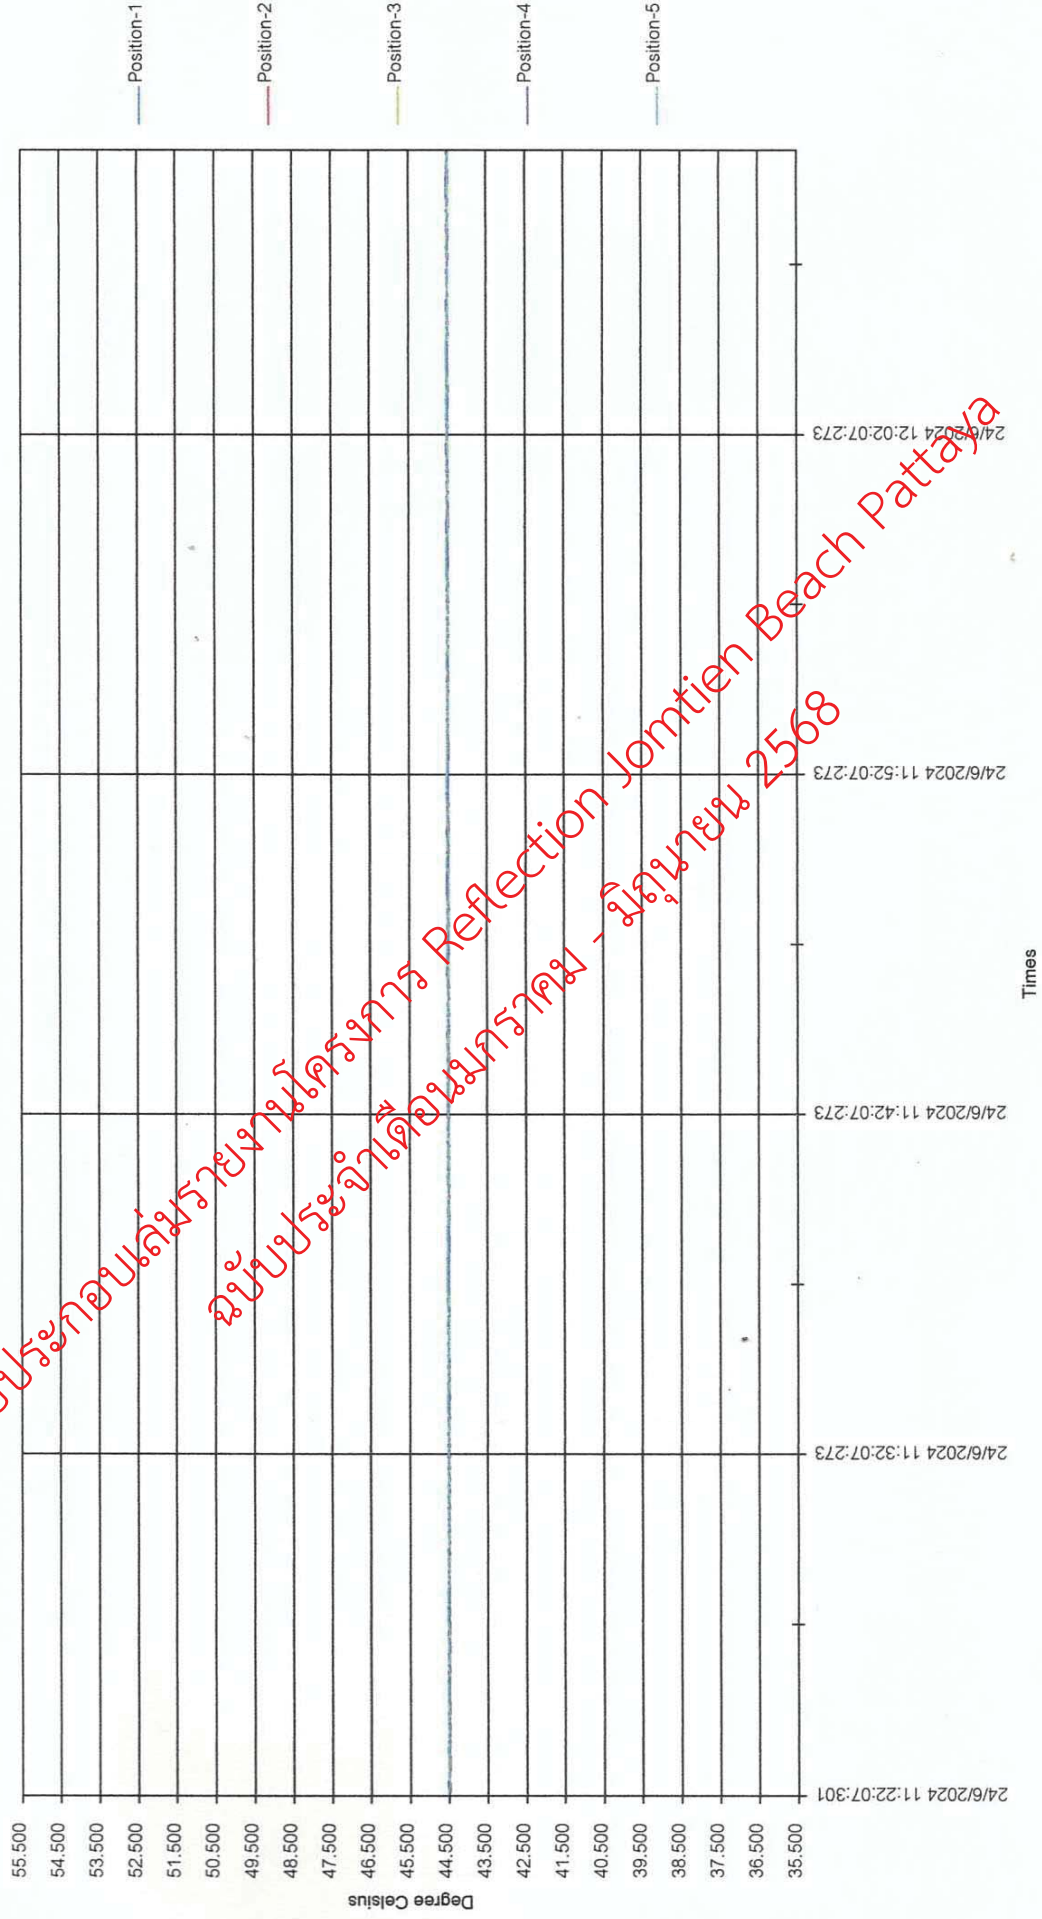 Position-1
Position-2
Position-3
Position-4
Position-5
55.500
54.500
53.500
52.500
51.500
50.500
49.500
48.500
47.500
46.500
45.500
44.500
43.500
42.500
41.500
40.500
39.500
38.500
37.500
36.500
35.500
Degree Celsius
24/6/2024 11:22:07:301
24/6/2024 11:32:07:273
24/6/2024 11:42:07:273
24/6/2024 11:52:07:273
24/6/2024 12:02:07:273
Times
ประกอบเล่มรายงานโครงการ Reflection Jomtien Beach Pattaya
ฉบับประจำเดือนมกราคม - มิถุนายน 2568